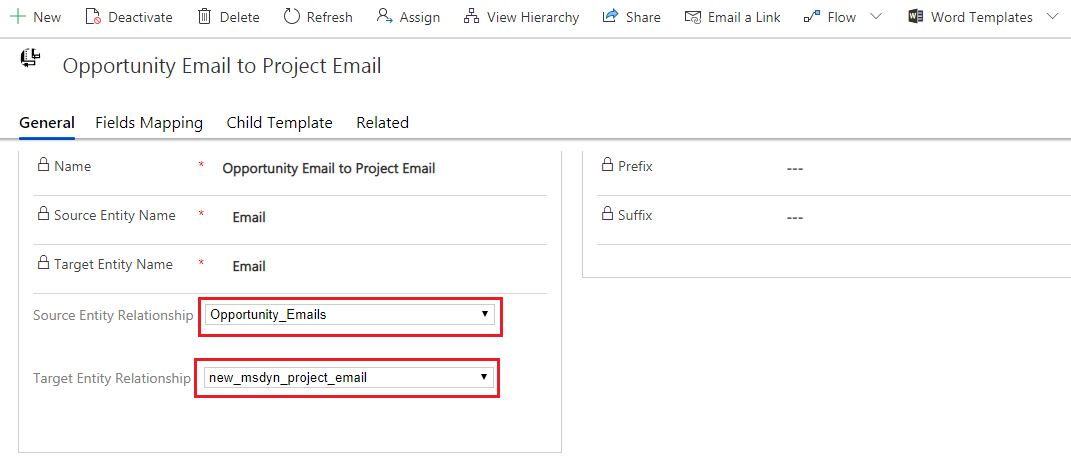 New Deactivate Delete Refresh Assign View Hierarchy Share Email a Link Flow Word Templates
Opportunity Email to Project Email
General Fields Mapping Child Template Related
Name * Opportunity Email to Project Email
Source Entity Name * Email
Target Entity Name * Email
Source Entity Relationship Opportunity_Emails
Target Entity Relationship new_msdyn_project_email
Prefix ---
Suffix ---